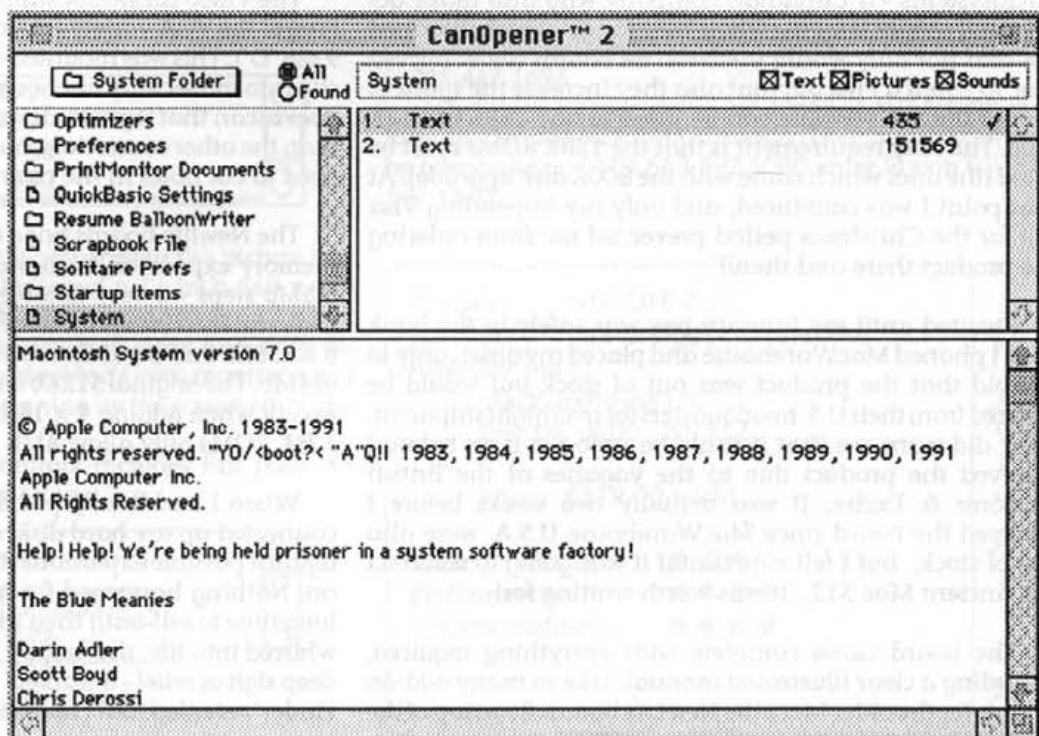 CanOpener™ 2
System Folder
All
Found
System
Text Pictures Sounds
Optimizers
Preferences
PrintMonitor Documents
QuickBasic Settings
Resume BalloonWriter
Scrapbook File
Solitaire Prefs
Startup Items
System
1. Text 435 ✓
2. Text 151569
Macintosh System version 7.0
© Apple Computer, Inc. 1983-1991
All rights reserved. "YO/<boot?< "A"Q!! 1983,1984,1985,1986,1987,1988,1989,1990,1991
Apple Computer Inc.
All Rights Reserved.
Help! Help! We're being held prisoner in a system software factory!
The Blue Meanies
Darin Adler
Scott Boyd
Chris Derossi